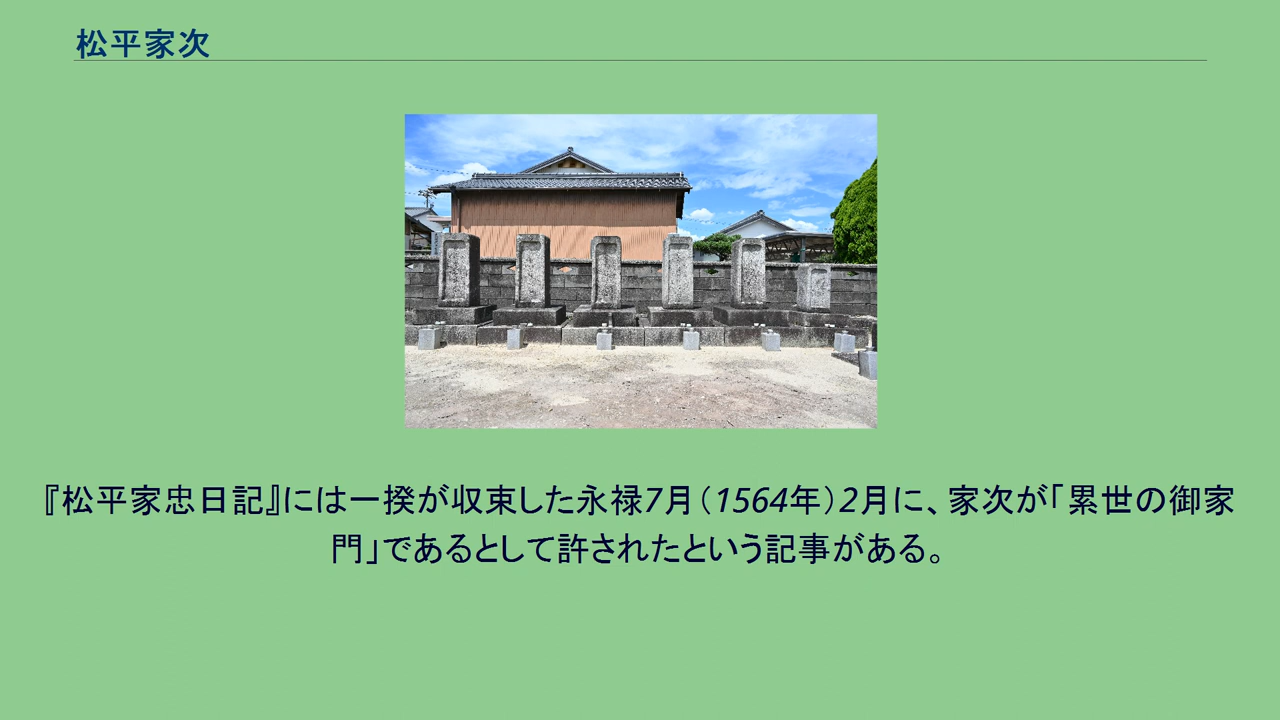 松平家次
『松平家忠日記』には一揆が収束した永禄7月（1564年）2月に、家次が「累世の御家
門」であるとして許されたという記事がある。